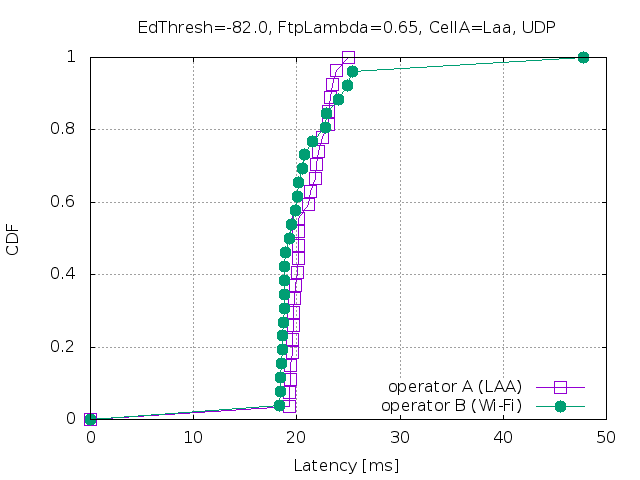 EdThresh=-82.0, FtpLambda=0.65, CellA=Laa, UDP
1
0.8
0.6
0.4
0.2
0
CDF
operator A (LAA)
operator B (Wi-Fi)
0 10 20 30 40 50
Latency [ms]